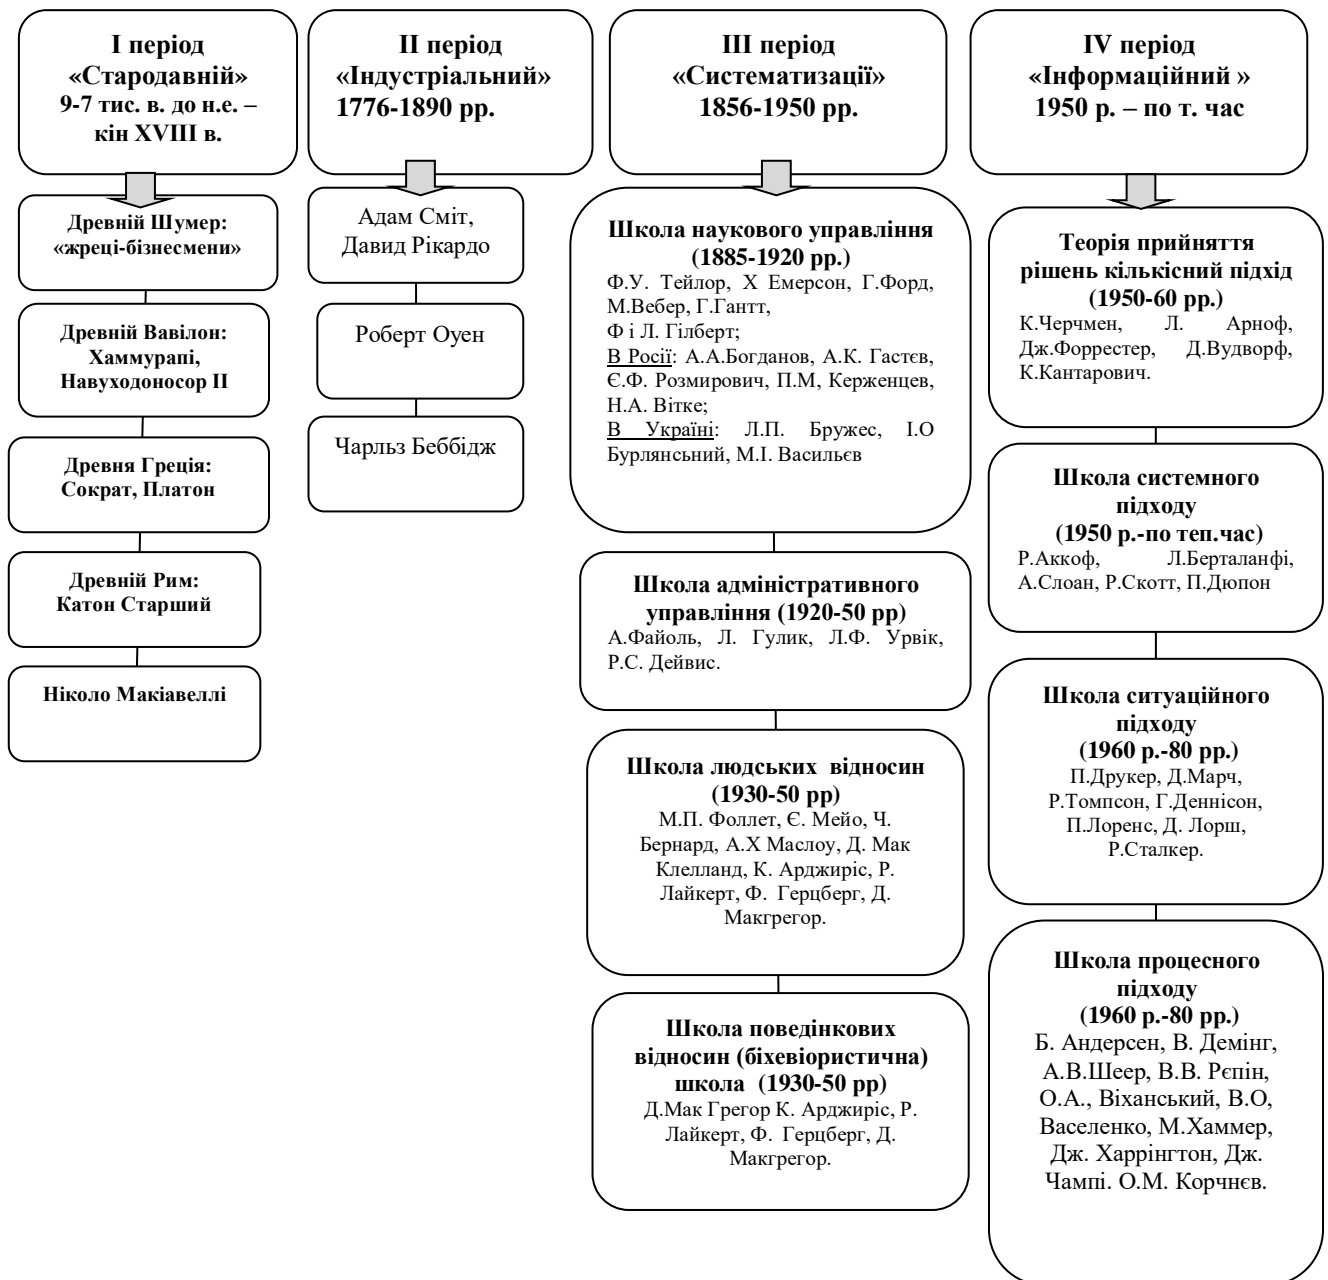 І період
«Стародавній»
9-7 тис. в. до н.е. –
кін XVIII в.
Древній Шумер:
«жреці-бізнесмени»
Древній Вавілон:
Хаммурапі,
Навуходоносор II
Древня Греція:
Сократ, Платон
Древній Рим:
Катон Старший
Ніколо Макіавеллі
ІІ період
«Індустріальний»
1776-1890 рр.
Адам Сміт,
Давид Рікардо
Роберт Оуен
Чарльз Беббідж
ІІІ період
«Систематизації»
1856-1950 рр.
Школа наукового управління
(1885-1920 рр.)
Ф.У. Тейлор, Х Емерсон, Г.Форд,
М.Вебер, Г.Гантт,
Ф і Л. Гілберт;
В Росії: А.А.Богданов, А.К. Гастєв,
Є.Ф. Розмирович, П.М, Керженцев,
Н.А. Вітке;
В Україні: Л.П. Бружес, І.О
Бурлянсьний, М.І. Васильєв
Школа адміністративного
управління (1920-50 рр)
А.Файоль, Л. Гулик, Л.Ф. Урвік,
Р.С. Дейвис.
Школа людських відносин
(1930-50 рр)
М.П. Фоллет, Є. Мейо, Ч.
Бернард, А.Х Маслоу, Д. Мак
Клелланд, К. Арджиріс, Р.
Лайкерт, Ф. Герцберг, Д.
Макгрегор.
Школа поведінкових
відносин (біхевіористична)
школа (1930-50 рр)
Д.Мак Грегор К. Арджиріс, Р.
Лайкерт, Ф. Герцберг, Д.
Макгрегор.
IV період
«Інформаційний »
1950 р. – по т. час
Теорія прийняття
рішень кількісний підхід
(1950-60 рр.)
К.Черчмен, Л. Арноф,
Дж.Форрестер, Д.Вудворф,
К.Кантарович.
Школа системного
підходу
(1950 р.-по теп.час)
Р.Аккоф, Л.Берталанфі,
А.Слоан, Р.Скотт, П.Дюпон
Школа ситуаційного
підходу
(1960 р.-80 рр.)
П.Друкер, Д.Марч,
Р.Томпсон, Г.Деннісон,
П.Лоренс, Д. Лорш,
Р.Сталкер.
Школа процесного
підходу
(1960 р.-80 рр.)
Б. Андерсен, В. Демінг,
А.В.Шеер, В.В. Рєпін,
О.А., Віханський, В.О,
Васеленко, М.Хаммер,
Дж. Харрінгтон, Дж.
Чампі. О.М. Корчнєв.